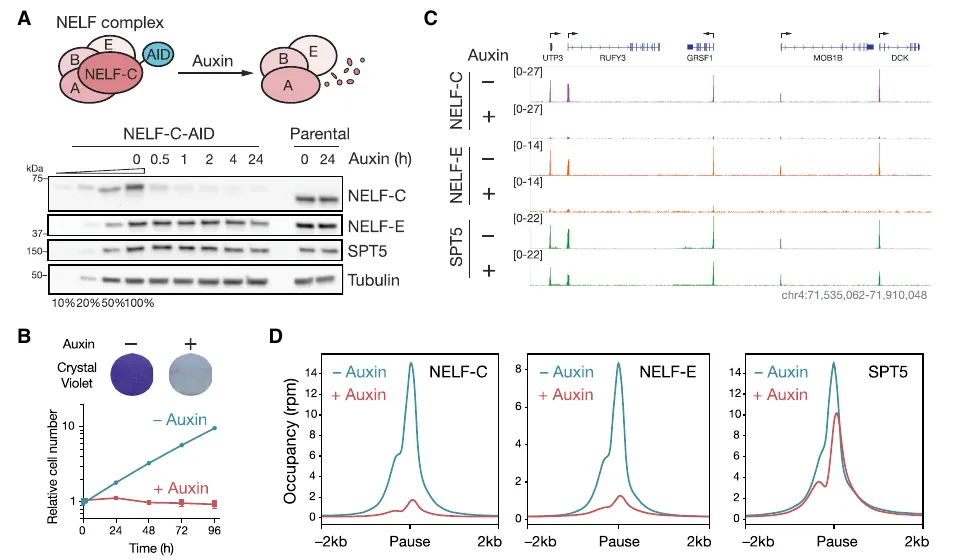 A
NELF complex
E
B
NELF-C
A
AID
Auxin
E
B
A
NELF-C-AID
Parental
0 0.5 1 2 4 24 0 24 Auxin (h)
kDa
75
NELF-C
37
NELF-E
150
SPT5
50
Tubulin
10% 20% 50% 100%
B
Auxin − +
Crystal
Violet
Relative cell number
10
1
− Auxin
+ Auxin
0 24 48 72 96
Time (h)
C
Auxin
UTP3 RUFY3 GRSF1 MOB1B DCK
NELF-C
− [0-27]
+ [0-27]
NELF-E
− [0-14]
+ [0-14]
SPT5
− [0-22]
+ [0-22]
chr4:71,535,062-71,910,048
D
Occupancy (rpm)
− Auxin
+ Auxin
NELF-C
14
12
10
8
6
4
2
0
−2kb Pause 2kb
− Auxin
+ Auxin
NELF-E
8
6
4
2
0
−2kb Pause 2kb
− Auxin
+ Auxin
SPT5
14
12
10
8
6
4
2
0
−2kb Pause 2kb